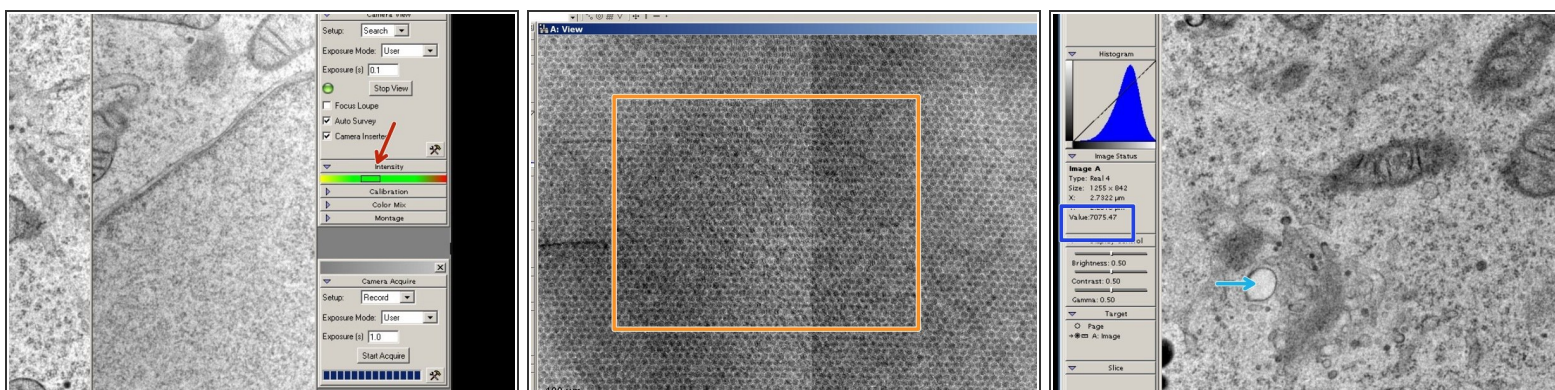 Camera View
Setup: Search
Exposure Mode: User
Exposure (s) 0.1
Stop View
Focus Loupe
Auto Survey
Camera Inserted
Intensity
Calibration
Color Mix
Montage
Camera Acquire
Setup: Record
Exposure Mode: User
Exposure (s) 1.0
Start Acquire
A: View
Histogram
Image Status
Image A
Type: Real 4
Size: 1255 x 842
X: 2.7322 µm
Value:7075.47
Brightness: 0.50
Contrast: 0.50
Gamma: 0.50
Target
Page
A: Image
Slice